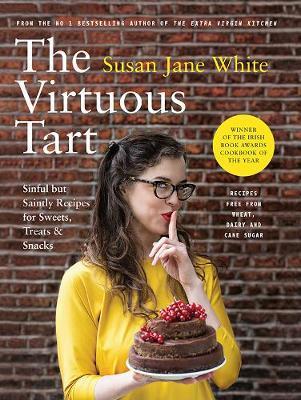 FROM THE NO 1 BESTSELLING AUTHOR OF THE EXTRA VIRGIN KITCHEN
The Susan Jane White
Virtuous
Tart
WINNER
OF THE IRISH
BOOK AWARDS
COOKBOOK OF
THE YEAR
Sinful but
Saintly Recipes
for Sweets,
Treats &
Snacks
RECIPES
FREE FROM
WHEAT,
DAIRY AND
CANE SUGAR